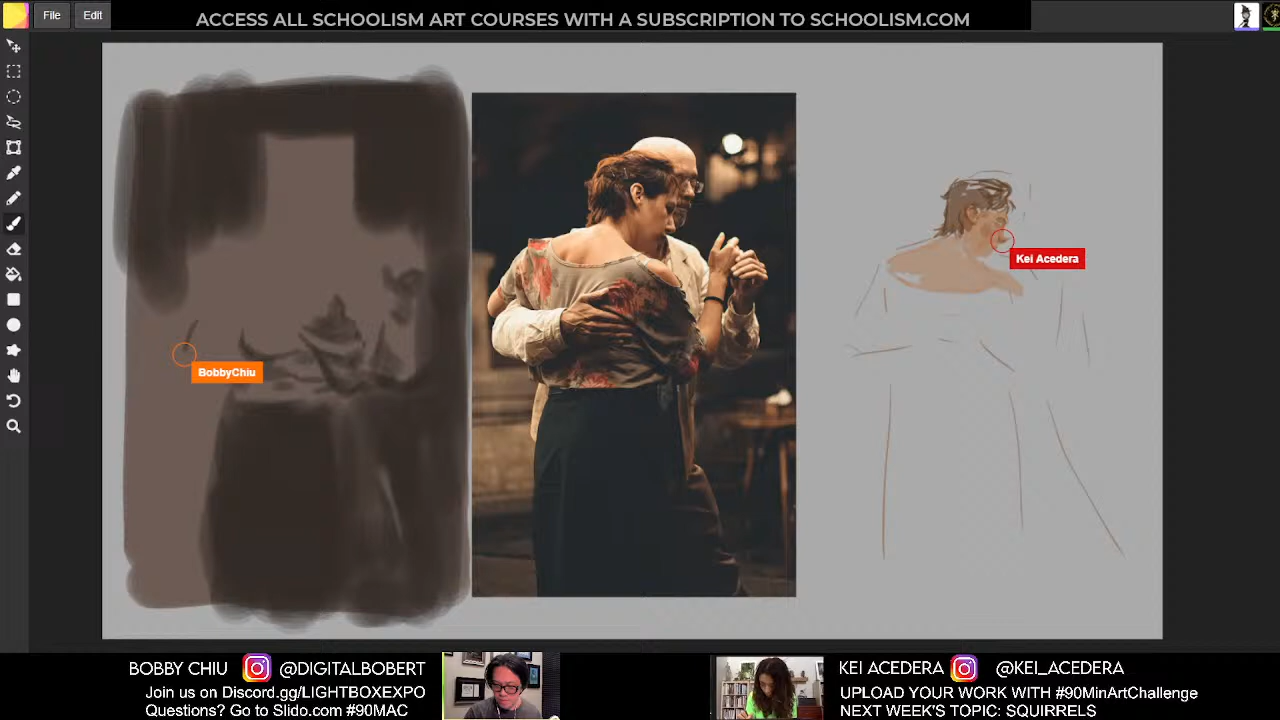 ACCESS ALL SCHOOLISM ART COURSES WITH A SUBSCRIPTION TO SCHOOLISM.COM
File
Edit
Kei Acedera
BobbyChiu
BOBBY CHIU @DIGITALBOBERT
Join us on Discord.gg/LIGHTBOXEXPO
Questions? Go to Slido.com #90MAC
KEI ACEDERA @KEI_ACEDERA
UPLOAD YOUR WORK WITH #90MinArtChallenge
NEXT WEEK'S TOPIC: SQUIRRELS